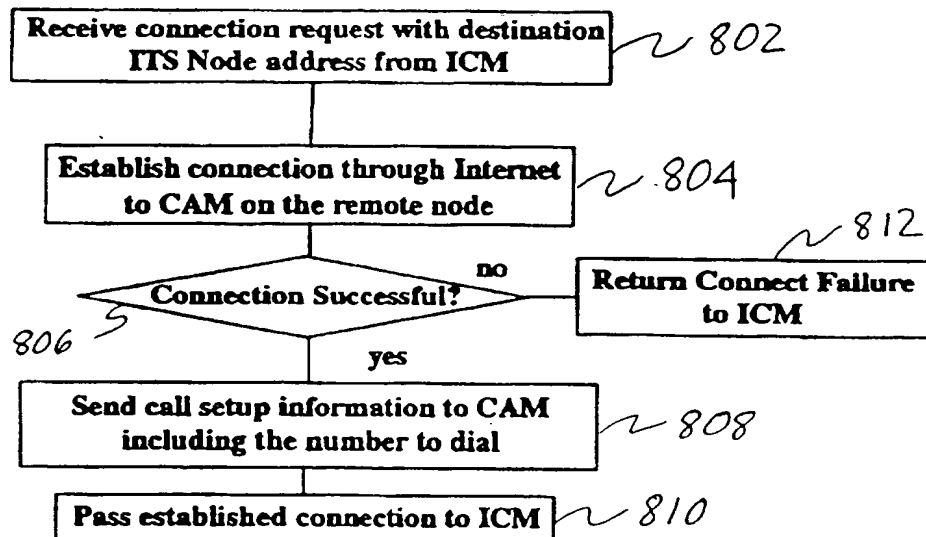 Receive connection request with destination
ITS Node address from ICM
802
Establish connection through Internet
to CAM on the remote node
804
812
no
Connection Successful?
Return Connect Failure
to ICM
806
yes
Send call setup information to CAM
including the number to dial
808
Pass established connection to ICM
810